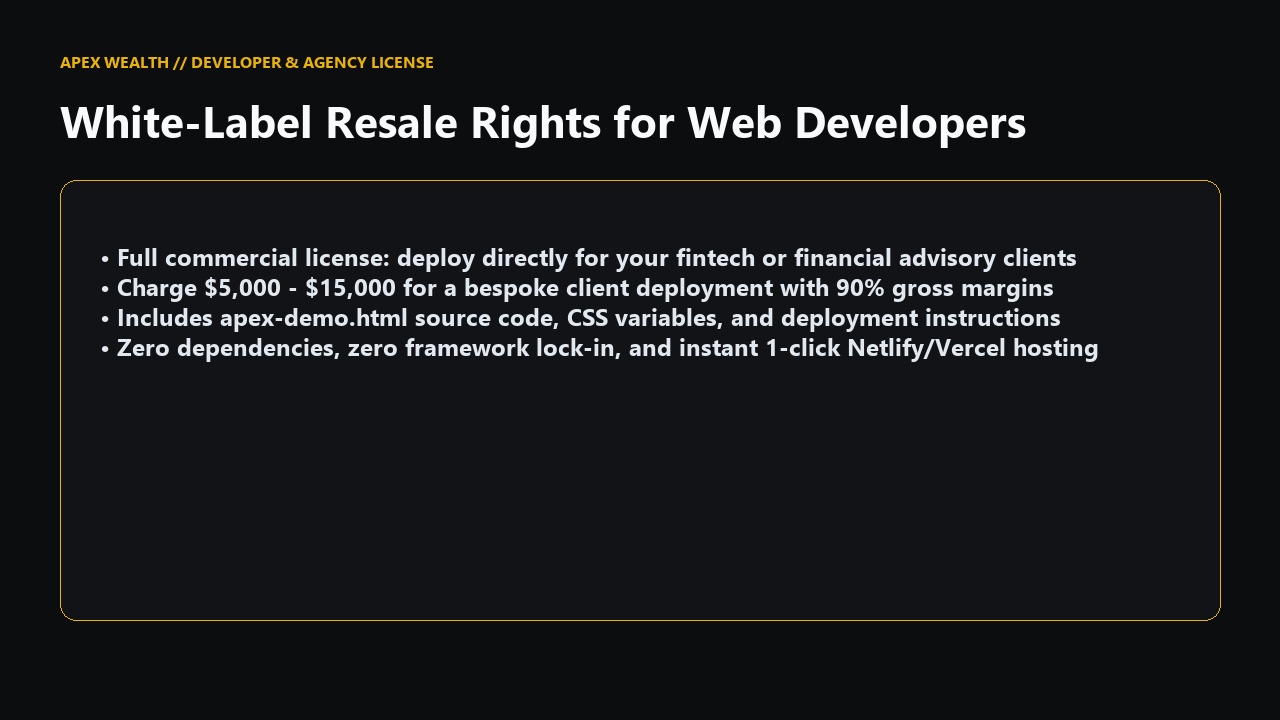 APEX WEALTH // DEVELOPER & AGENCY LICENSE
White-Label Resale Rights for Web Developers
• Full commercial license: deploy directly for your fintech or financial advisory clients
• Charge $5,000 - $15,000 for a bespoke client deployment with 90% gross margins
• Includes apex-demo.html source code, CSS variables, and deployment instructions
• Zero dependencies, zero framework lock-in, and instant 1-click Netlify/Vercel hosting